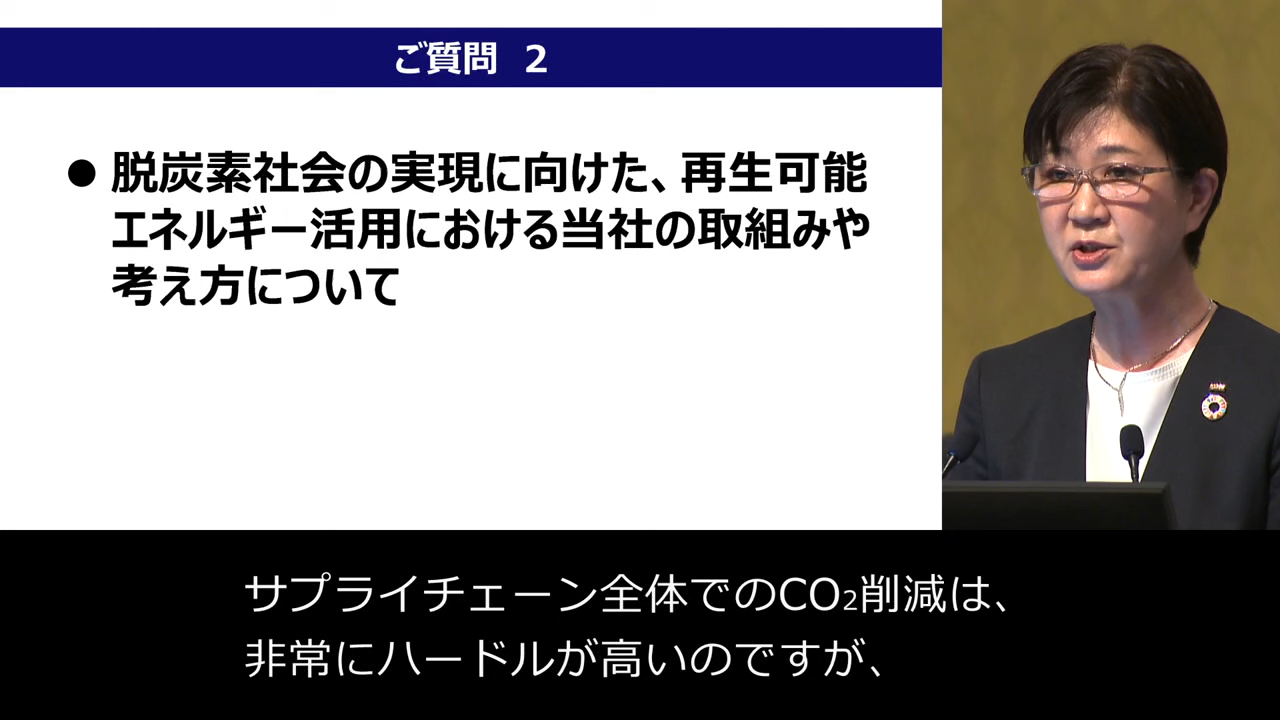 ご質問 2
● 脱炭素社会の実現に向けた、再生可能
エネルギー活用における当社の取組みや
考え方について
サプライチェーン全体でのCO₂削減は、
非常にハードルが高いのですが、